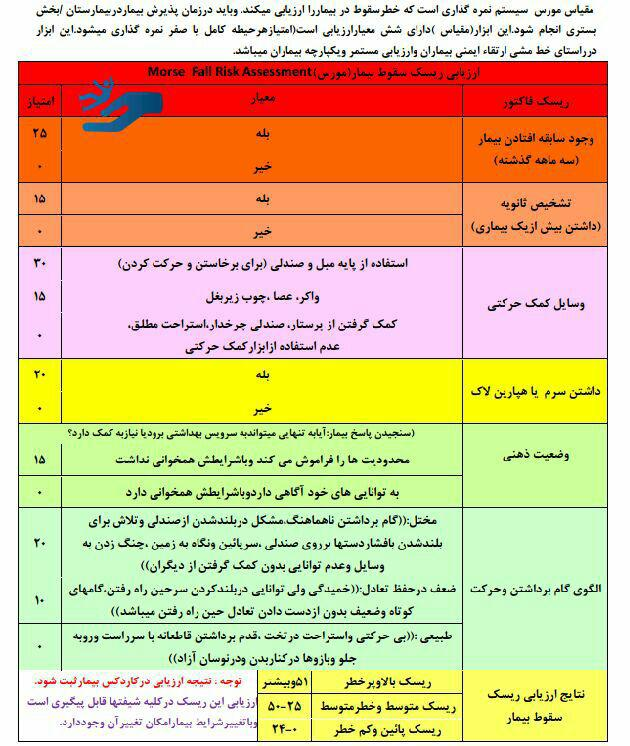 مقیاس مورس سیستم نمره گذاری است که خطرسقوط در بیماررا ارزیابی میکند. وباید درزمان پذیرش بیماردربیمارستان /بخش
بستری انجام شود.این ابزار(مقیاس )دارای شش معیارارزیابی است(امتیازهرحیطه کامل با صفر نمره گذاری میشود.این ابزار
درراستای خط مشی ارتقاء ایمنی بیماران وارزیابی مستمر ویکپارچه بیماران میباشد.
ارزیابی ریسک سقوط بیمار(مورس)Morse Fall Risk Assessment
ریسک فاکتور
معیار
امتیاز
وجود سابقه افتادن بیمار
(سه ماهه گذشته)
بله
۲۵
خیر
۰
تشخیص ثانویه
(داشتن بیش ازیک بیماری)
بله
۱۵
خیر
۰
وسایل کمک حرکتی
استفاده از پایه مبل و صندلی (برای برخاستن و حرکت کردن)
۳۰
واکر، عصا ،چوب زیربغل
۱۵
کمک گرفتن از پرستار، صندلی چرخدار،استراحت مطلق،
عدم استفاده ازابزارکمک حرکتی
۰
داشتن سرم یا هپارین لاک
بله
۲۰
خیر
۰
وضعیت ذهنی
(سنجیدن پاسخ بیمار:آیابه تنهایی میتواندبه سرویس بهداشتی برودیا نیازبه کمک دارد؟
محدودیت ها را فراموش می کند وباشرایطش همخوانی نداشت
۱۵
به توانایی های خود آگاهی داردوباشرایطش همخوانی دارد
۰
الگوی گام برداشتن وحرکت
مختل:((گام برداشتن ناهماهنگ،مشکل دربلندشدن ازصندلی وتلاش برای
بلندشدن بافشاردستها برروی صندلی ،سرپائین ونگاه به زمین ،چنگ زدن به
وسایل وعدم توانایی بدون کمک گرفتن از دیگران))
۲۰
ضعف درحفظ تعادل:((خمیدگی ولی توانایی دربلندکردن سرحین راه رفتن،گامهای
کوتاه وضعیف بدون ازدست دادن تعادل حین راه رفتن میباشد))
۱۰
طبیعی :((بی حرکتی واستراحت درتخت ،قدم برداشتن قاطعانه با سرراست وروبه
جلو وبازوها درکناربدن ودرنوسان آزاد))
۰
نتایج ارزیابی ریسک
سقوط بیمار
ریسک بالاوپرخطر
۵۱وبیشتر
ریسک متوسط وخطرمتوسط
۲۵-۵۰
ریسک پائین وکم خطر
۰-۲۴
توجه : نتیجه ارزیابی درکاردکس بیمارثبت شود.
ارزیابی این ریسک درکلیه شیفتها قابل پیگیری است
وباتغییرشرایط بیمارامکان تغییرآن وجوددارد.